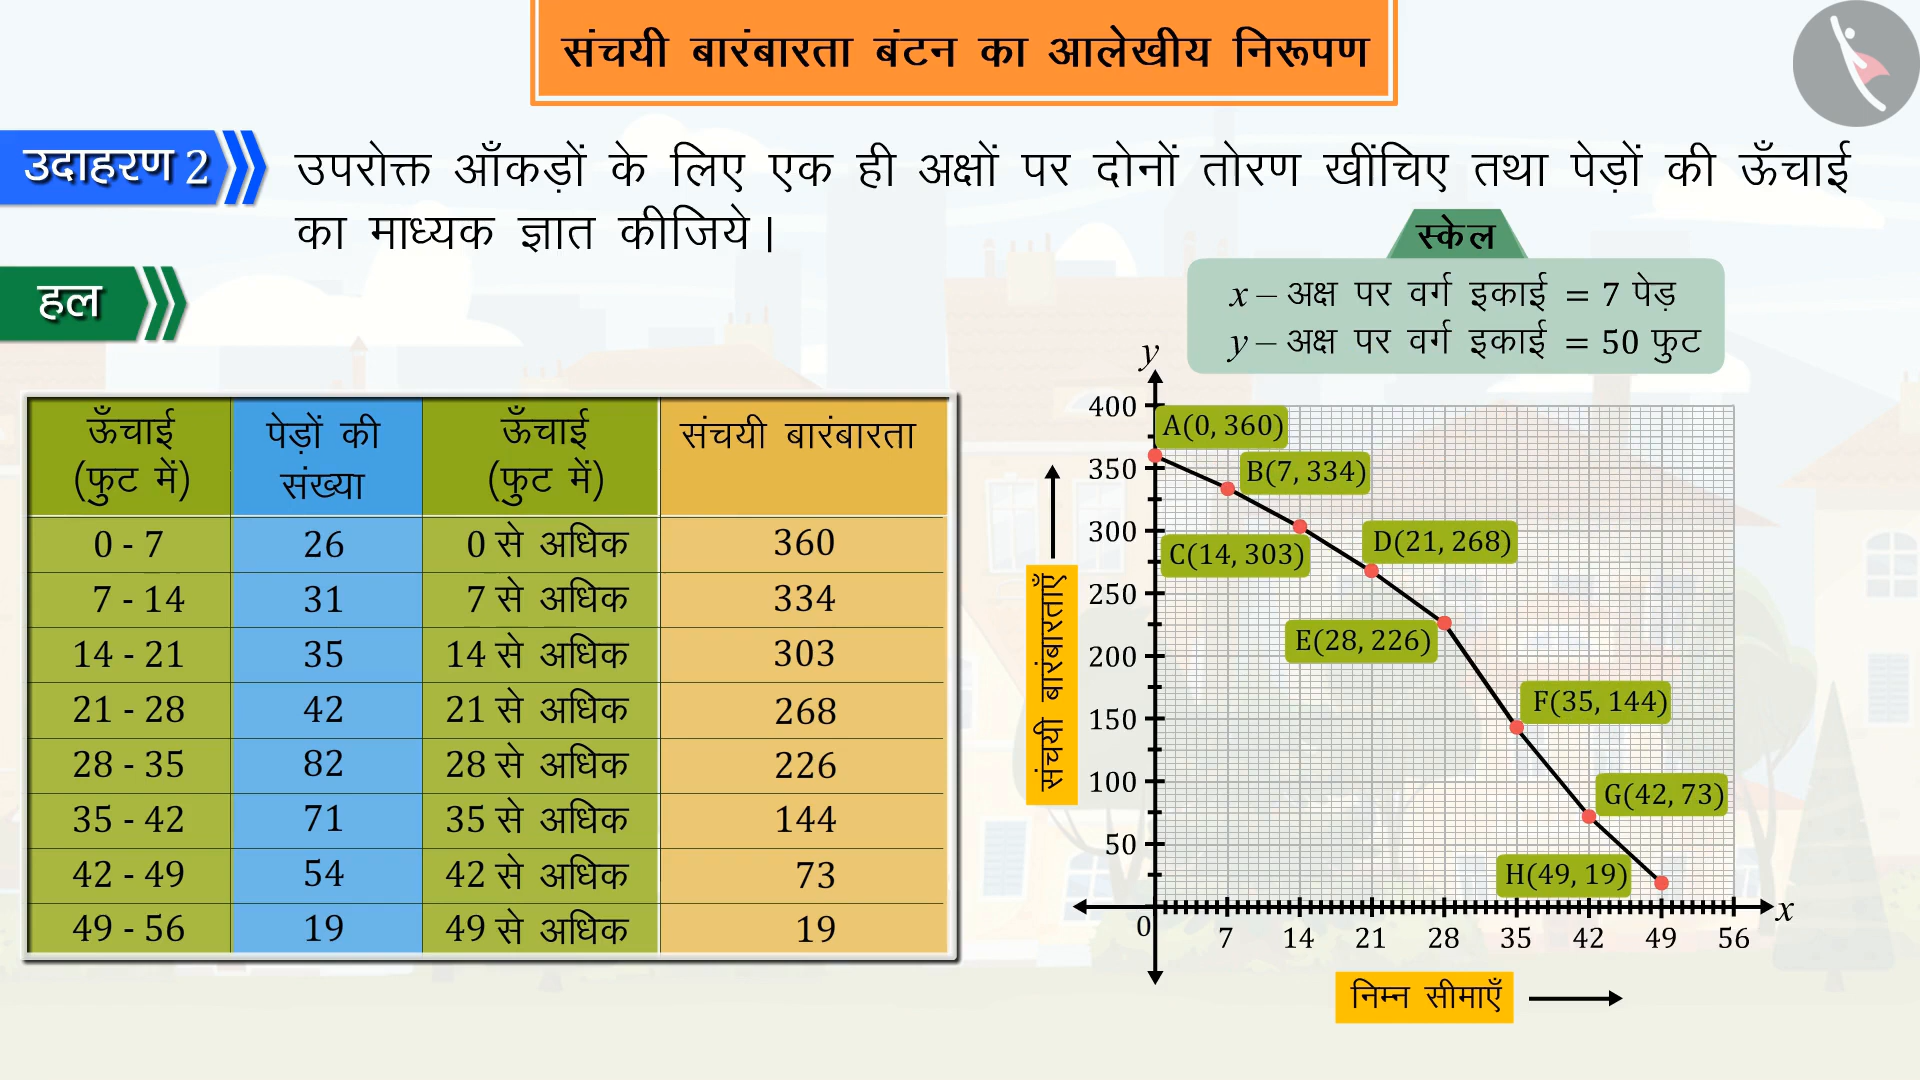 संचयी बारंबारता बंटन का आलेखीय निरूपण
उदाहरण 2
उपरोक्त आँकड़ों के लिए एक ही अक्षों पर दोनों तोरण खींचिए तथा पेड़ों की ऊँचाई
का माध्यक ज्ञात कीजिये।
हल
स्केल
x – अक्ष पर वर्ग इकाई = 7 पेड़
y – अक्ष पर वर्ग इकाई = 50 फुट
ऊँचाई (फुट में) पेड़ों की संख्या ऊँचाई (फुट में) संचयी बारंबारता
0 - 7 26 0 से अधिक 360
7 - 14 31 7 से अधिक 334
14 - 21 35 14 से अधिक 303
21 - 28 42 21 से अधिक 268
28 - 35 82 28 से अधिक 226
35 - 42 71 35 से अधिक 144
42 - 49 54 42 से अधिक 73
49 - 56 19 49 से अधिक 19
y
400
350
300
250
200
150
100
50
संचयी बारंबारताएँ
A(0, 360)
B(7, 334)
C(14, 303)
D(21, 268)
E(28, 226)
F(35, 144)
G(42, 73)
H(49, 19)
x
0 7 14 21 28 35 42 49 56
निम्न सीमाएँ